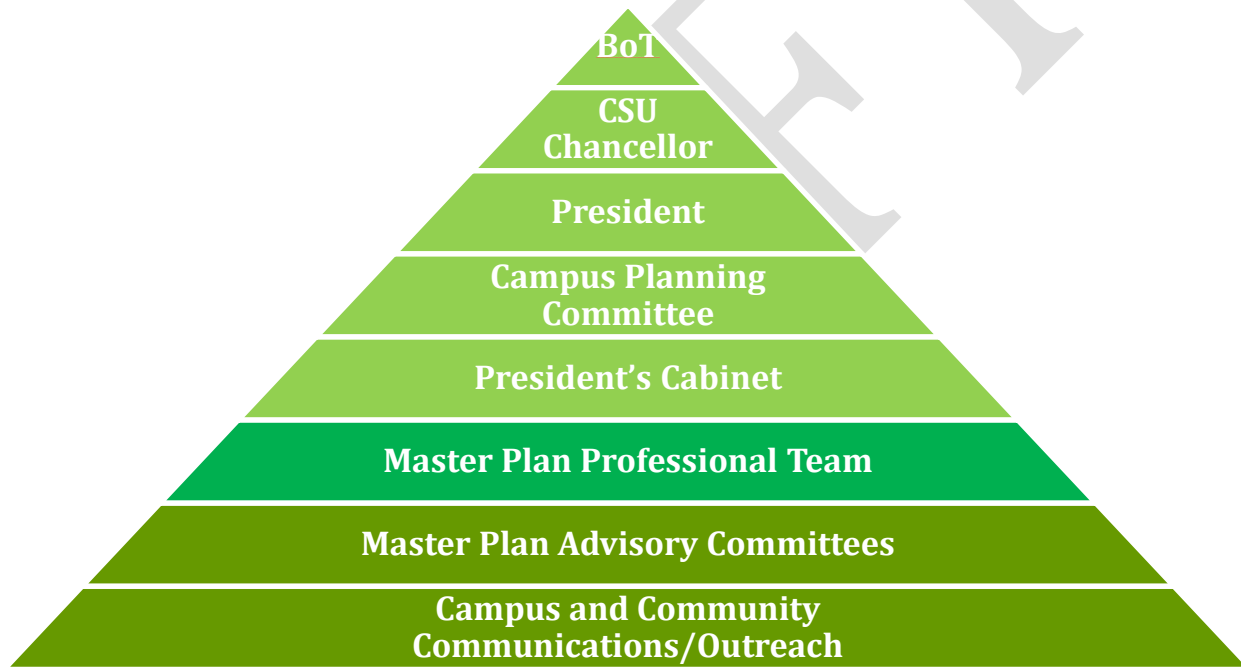 BoT
CSU
Chancellor
President
Campus Planning
Committee
President’s Cabinet
Master Plan Professional Team
Master Plan Advisory Committees
Campus and Community
Communications/Outreach